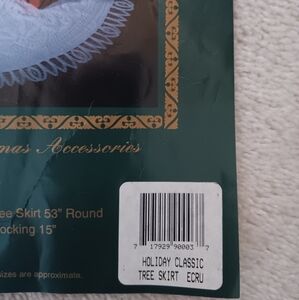 mas Accessories
ee Skirt 53" Round
ocking 15"
sizes are approximate.
7 17929 90003 7
HOLIDAY CLASSIC
TREE SKIRT ECRU